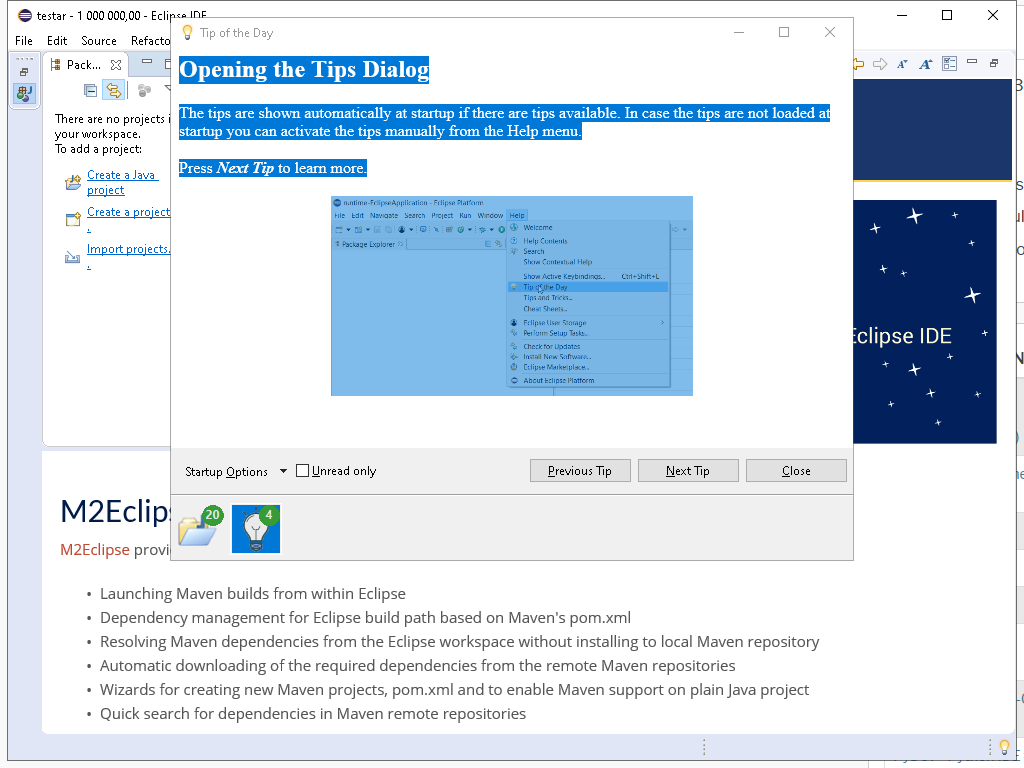 testar - 1 000 000,00 - Eclipse IDE
File Edit Source Refacto
Tip of the Day
Pack...
There are no projects i
your workspace.
To add a project:
Create a Java
project
Create a project
.
Import projects.
.
Opening the Tips Dialog
The tips are shown automatically at startup if there are tips available. In case the tips are not loaded at
startup you can activate the tips manually from the Help menu.
Press Next Tip to learn more.
runtime-EclipseApplication - Eclipse Platform
File Edit Navigate Search Project Run Window Help
Package Explorer
Welcome
Help Contents
Search
Show Contextual Help
Show Active Keybindings... Ctrl+Shift+L
Tip of the Day
Tips and Tricks...
Cheat Sheets...
Eclipse User Storage
Perform Setup Tasks...
Check for Updates
Install New Software...
Eclipse Marketplace...
About Eclipse Platform
Eclipse IDE
Startup Options Unread only Previous Tip Next Tip Close
20 4
M2Eclips
M2Eclipse provi
• Launching Maven builds from within Eclipse
• Dependency management for Eclipse build path based on Maven's pom.xml
• Resolving Maven dependencies from the Eclipse workspace without installing to local Maven repository
• Automatic downloading of the required dependencies from the remote Maven repositories
• Wizards for creating new Maven projects, pom.xml and to enable Maven support on plain Java project
• Quick search for dependencies in Maven remote repositories